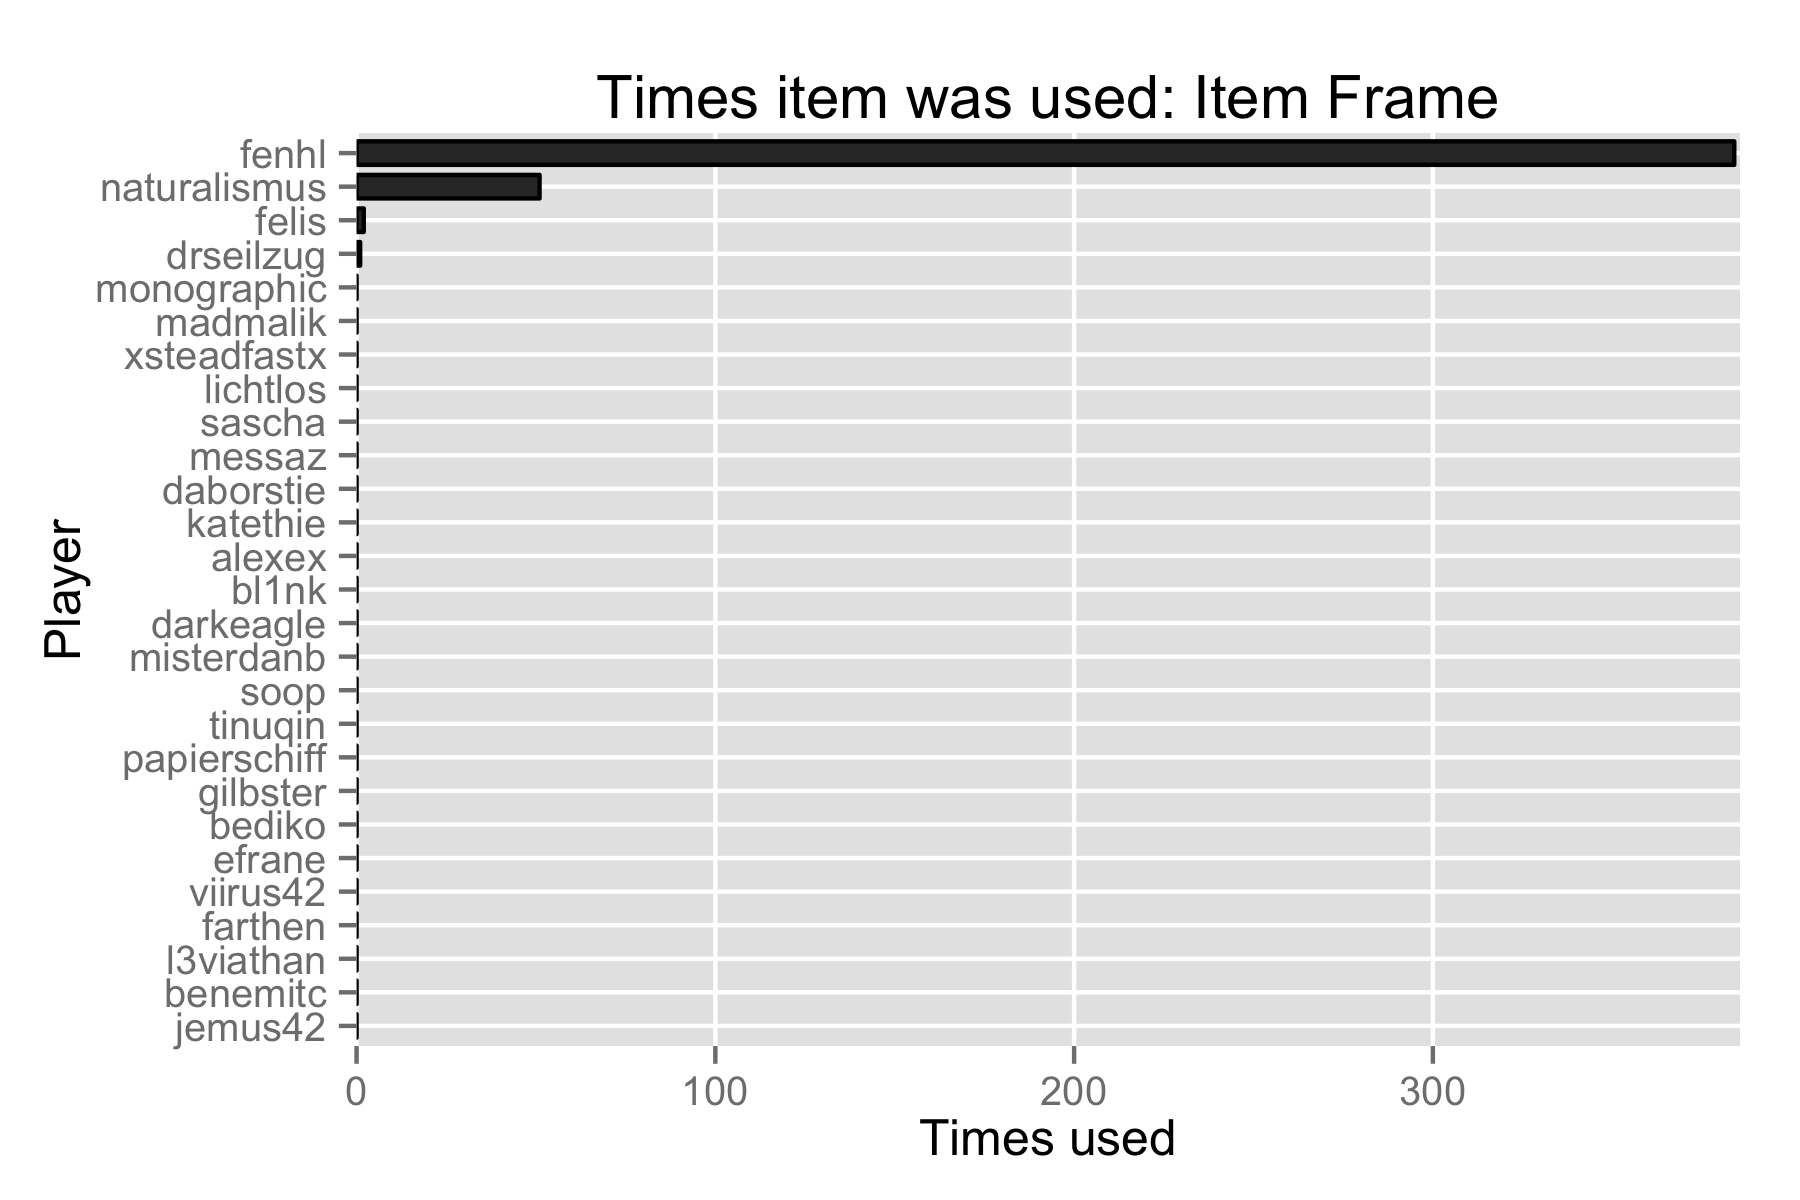 Times item was used: Item Frame
fenhl
naturalismus
felis
drseilzug
monographic
madmalik
xsteadfastx
lichtlos
sascha
messaz
daborstie
katethie
alexex
bl1nk
darkeagle
misterdanb
soop
tinuqin
papierschiff
gilbster
bediko
efrane
viirus42
farthen
l3viathan
benemitc
jemus42
Player
0 100 200 300
Times used